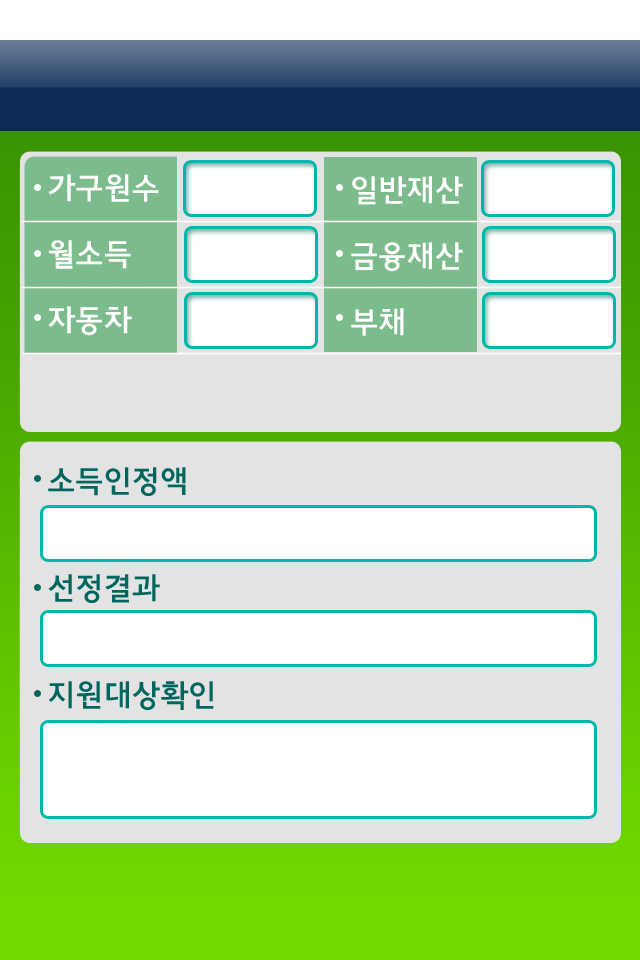 • 가구원수 • 일반재산
• 월소득 • 금융재산
• 자동차 • 부채
• 소득인정액
• 선정결과
• 지원대상확인